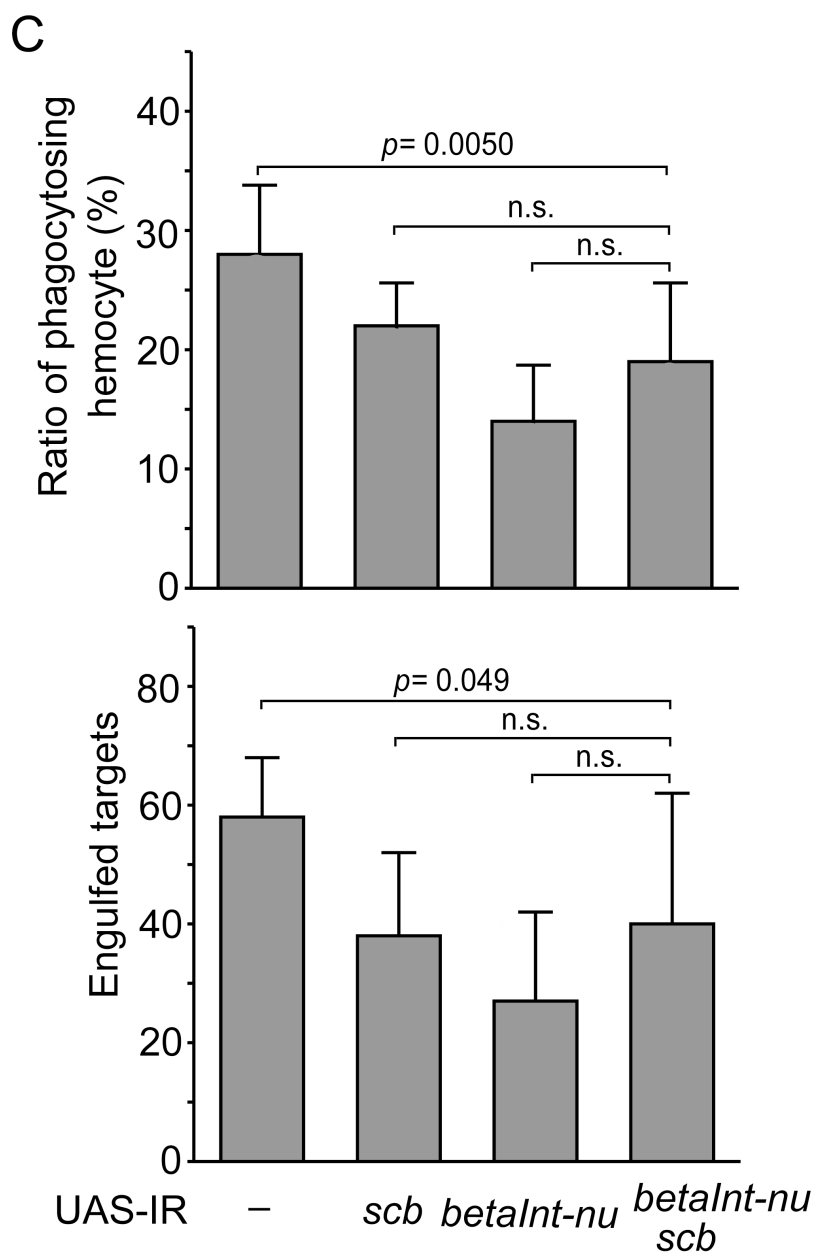 C
Ratio of phagocytosing
hemocyte (%)
40
30
20
10
0
p= 0.0050
n.s.
n.s.
Engulfed targets
80
60
40
20
0
p= 0.049
n.s.
n.s.
UAS-IR – scb betaInt-nu betaInt-nu
scb